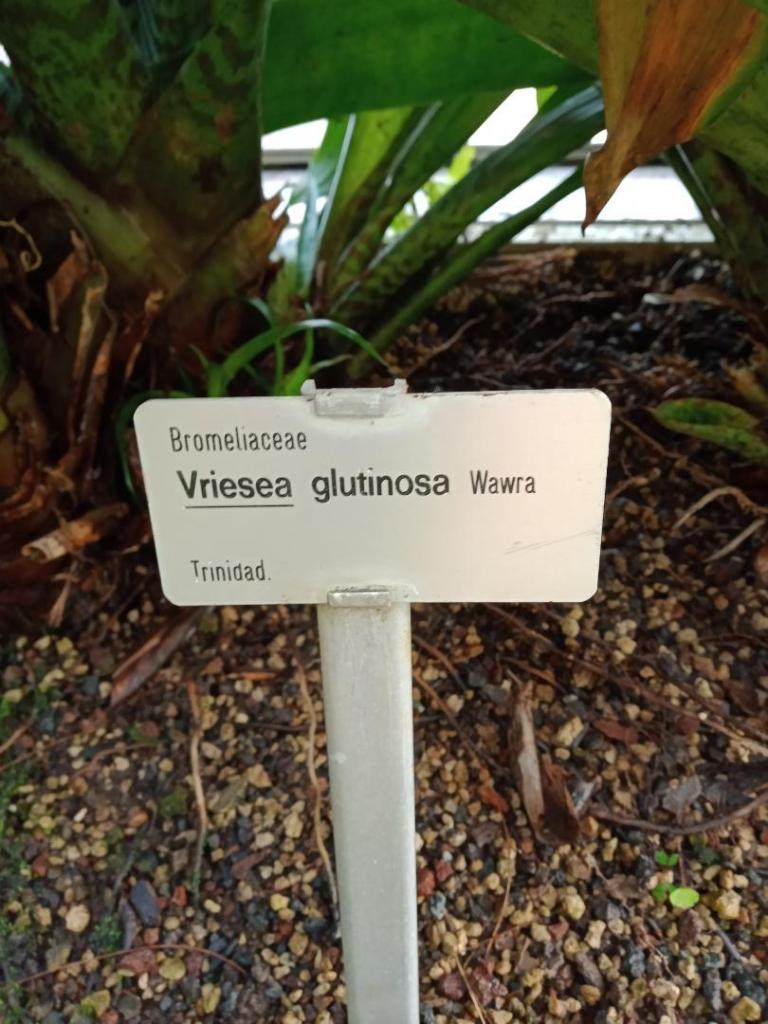 Bromeliaceae
Vriesea glutinosa Wawra
Trinidad.